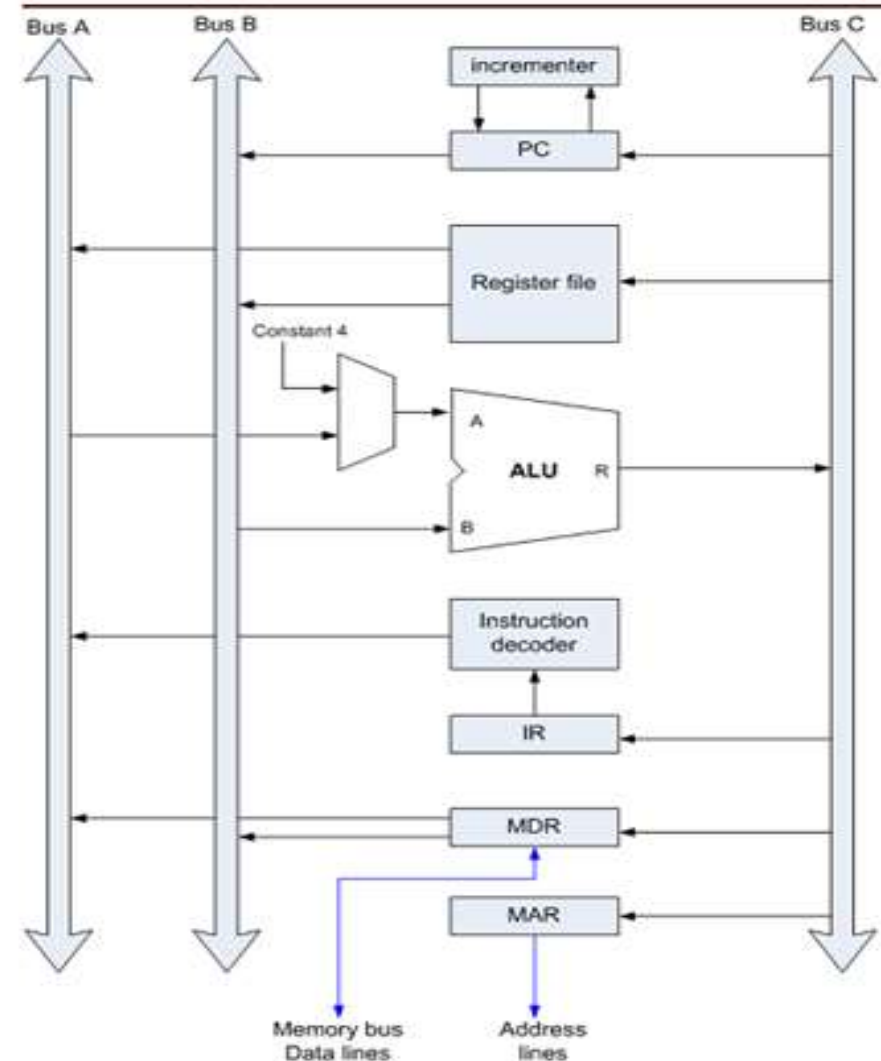 Bus A Bus B Bus C
incrementer
PC
Register file
Constant 4
A
ALU R
B
Instruction
decoder
IR
MDR
MAR
Memory bus Address
Data lines lines